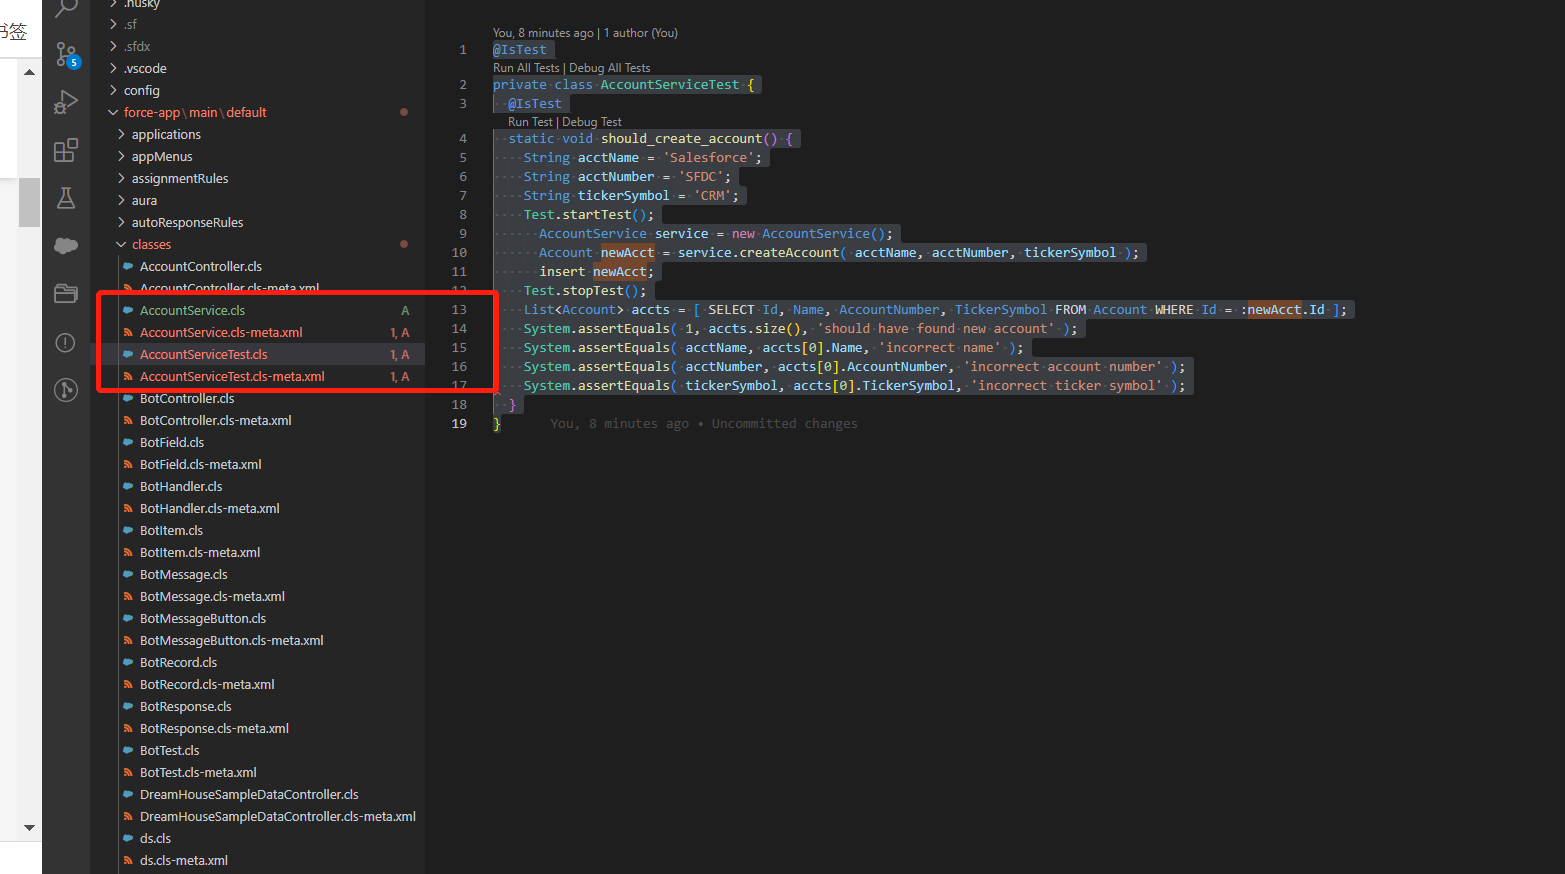 书签
.husky
.sf
.sfdx
5
.vscode
config
force-app\main\default
applications
appMenus
assignmentRules
aura
autoResponseRules
classes
AccountController.cls
AccountController.cls-meta.xml
AccountService.cls A
AccountService.cls-meta.xml 1, A
AccountServiceTest.cls 1, A
AccountServiceTest.cls-meta.xml 1, A
BotController.cls
BotController.cls-meta.xml
BotField.cls
BotField.cls-meta.xml
BotHandler.cls
BotHandler.cls-meta.xml
BotItem.cls
BotItem.cls-meta.xml
BotMessage.cls
BotMessage.cls-meta.xml
BotMessageButton.cls
BotMessageButton.cls-meta.xml
BotRecord.cls
BotRecord.cls-meta.xml
BotResponse.cls
BotResponse.cls-meta.xml
BotTest.cls
BotTest.cls-meta.xml
DreamHouseSampleDataController.cls
DreamHouseSampleDataController.cls-meta.xml
ds.cls
ds.cls-meta.xml
You, 8 minutes ago | 1 author (You)
1 @IsTest
Run All Tests | Debug All Tests
2 private class AccountServiceTest {
3 @IsTest
Run Test | Debug Test
4 static void should_create_account() {
5 String acctName = 'Salesforce';
6 String acctNumber = 'SFDC';
7 String tickerSymbol = 'CRM';
8 Test.startTest();
9 AccountService service = new AccountService();
10 Account newAcct = service.createAccount( acctName, acctNumber, tickerSymbol );
11 insert newAcct;
12 Test.stopTest();
13 List<Account> accts = [ SELECT Id, Name, AccountNumber, TickerSymbol FROM Account WHERE Id = :newAcct.Id ];
14 System.assertEquals( 1, accts.size(), 'should have found new account' );
15 System.assertEquals( acctName, accts[0].Name, 'incorrect name' );
16 System.assertEquals( acctNumber, accts[0].AccountNumber, 'incorrect account number' );
17 System.assertEquals( tickerSymbol, accts[0].TickerSymbol, 'incorrect ticker symbol' );
18 }
19 } You, 8 minutes ago • Uncommitted changes